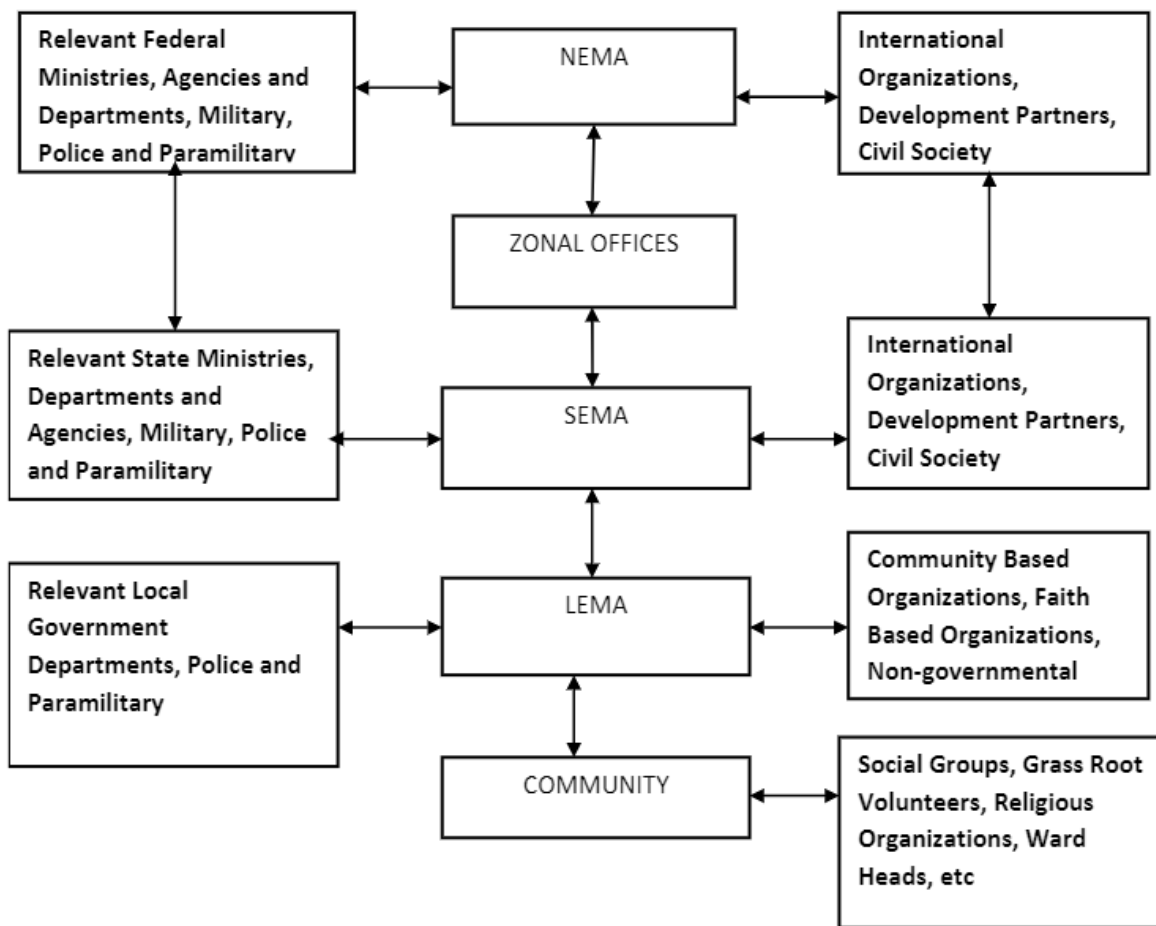 Relevant Federal
Ministries, Agencies and
Departments, Military,
Police and Paramilitary
NEMA
International
Organizations,
Development Partners,
Civil Society
ZONAL OFFICES
Relevant State Ministries,
Departments and
Agencies, Military, Police
and Paramilitary
SEMA
International
Organizations,
Development Partners,
Civil Society
Relevant Local
Government
Departments, Police and
Paramilitary
LEMA
Community Based
Organizations, Faith
Based Organizations,
Non-governmental
COMMUNITY
Social Groups, Grass Root
Volunteers, Religious
Organizations, Ward
Heads, etc